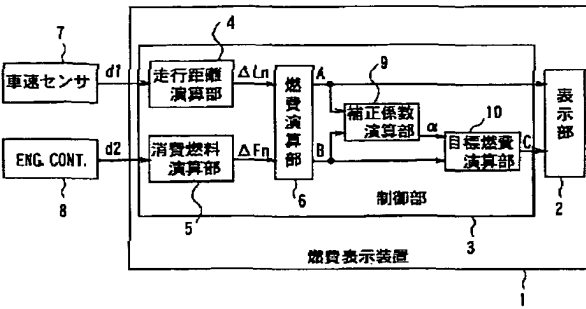 7
車速センサ
d1
4
走行距離
演算部
ΔLn
燃費演算部
6
A
B
9
補正係数
演算部
α
10
目標燃費
演算部
C
表示部
2
ENG. CONT.
8
d2
消費燃料
演算部
5
ΔFn
制御部
3
燃費表示装置
1